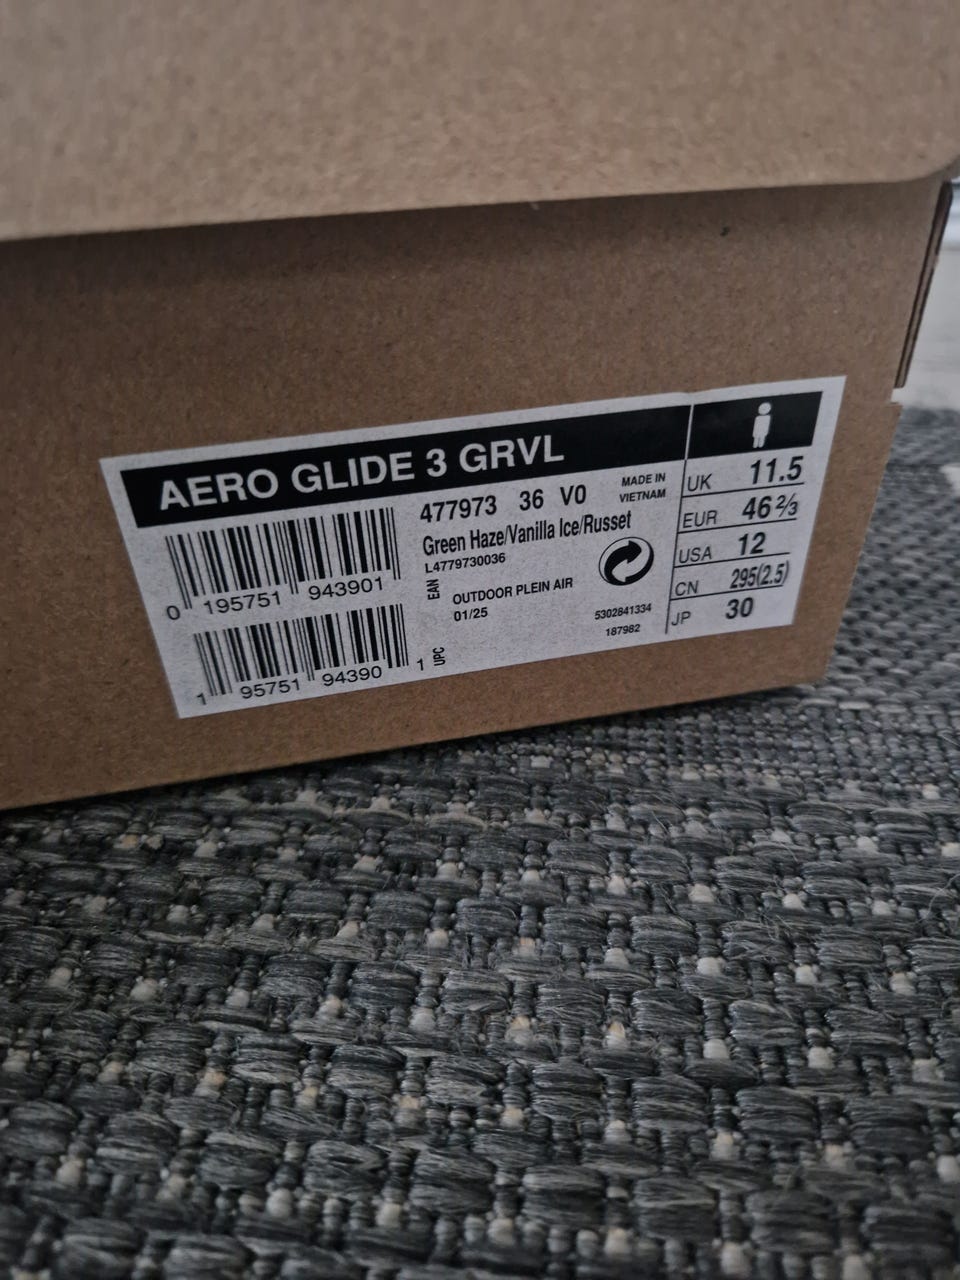 AERO GLIDE 3 GRVL
477973 36 V0
MADE IN
VIETNAM
Green Haze/Vanilla Ice/Russet
L4779730036
0 195751 943901
EAN
OUTDOOR PLEIN AIR
01/25
5302841334
187982
1 95751 94390 1
UPC
UK 11.5
EUR 46⅔
USA 12
CN 295(2.5)
JP 30